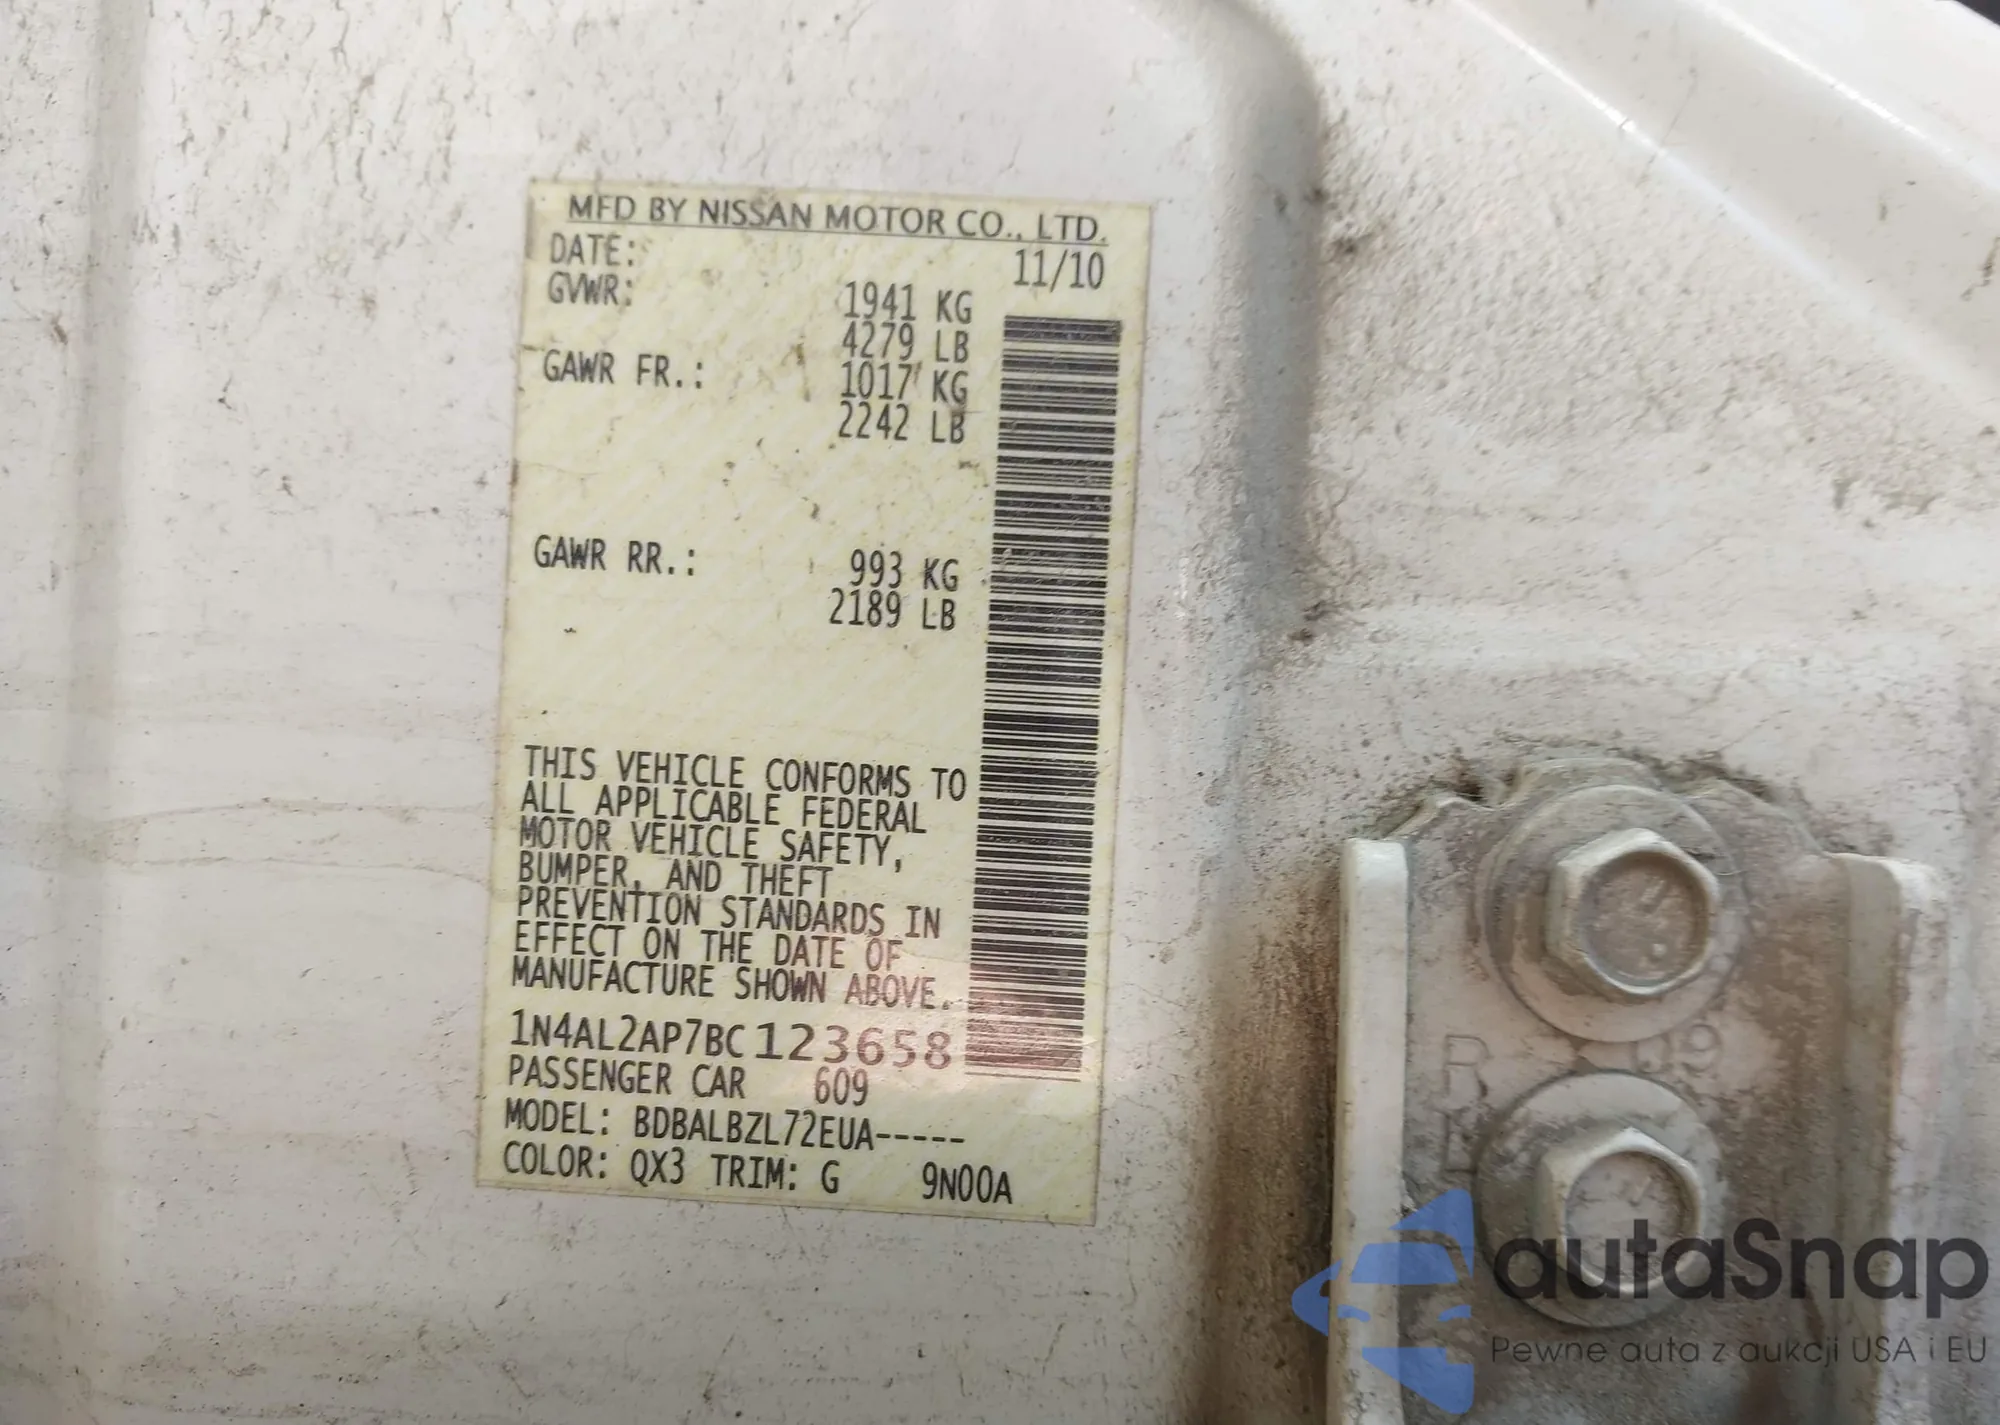 MFD BY NISSAN MOTOR CO., LTD.
DATE: 11/10
GVWR: 1941 KG
4279 LB
GAWR FR.: 1017 KG
2242 LB
GAWR RR.: 993 KG
2189 LB
THIS VEHICLE CONFORMS TO
ALL APPLICABLE FEDERAL
MOTOR VEHICLE SAFETY,
BUMPER, AND THEFT
PREVENTION STANDARDS IN
EFFECT ON THE DATE OF
MANUFACTURE SHOWN ABOVE.
1N4AL2AP7BC123658
PASSENGER CAR 609
MODEL: BDBALBZL72EUA-----
COLOR: QX3 TRIM: G 9N00A
R 09
autaSnap
Pewne auta z aukcji USA i EU